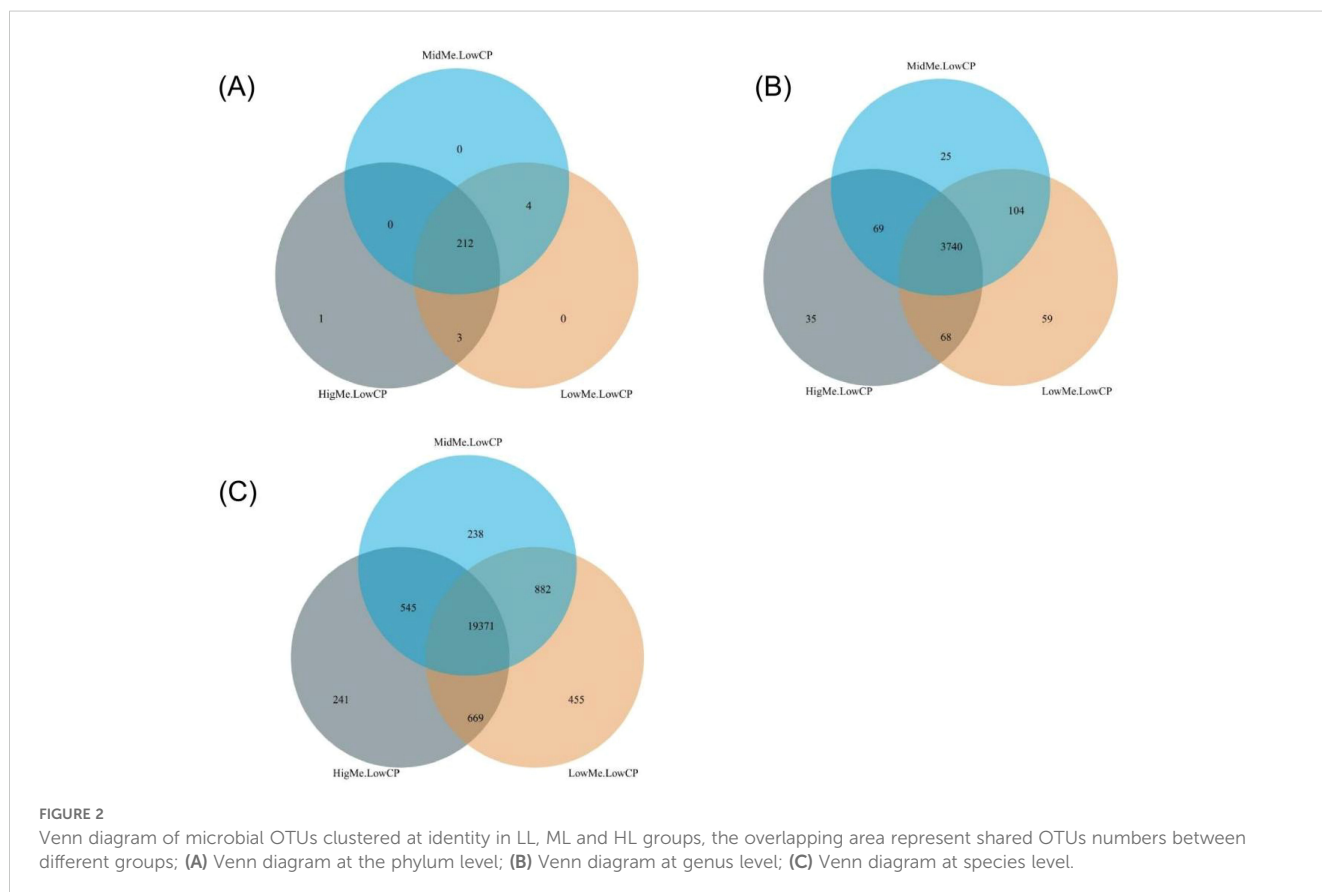 (A)
MidMe.LowCP
0
0
4
212
1
3
0
HigMe.LowCP
LowMe.LowCP
(B)
MidMe.LowCP
25
69
104
3740
35
68
59
HigMe.LowCP
LowMe.LowCP
(C)
MidMe.LowCP
238
545
882
19371
241
669
455
HigMe.LowCP
LowMe.LowCP
FIGURE 2
Venn diagram of microbial OTUs clustered at identity in LL, ML and HL groups, the overlapping area represent shared OTUs numbers between
different groups; (A) Venn diagram at the phylum level; (B) Venn diagram at genus level; (C) Venn diagram at species level.